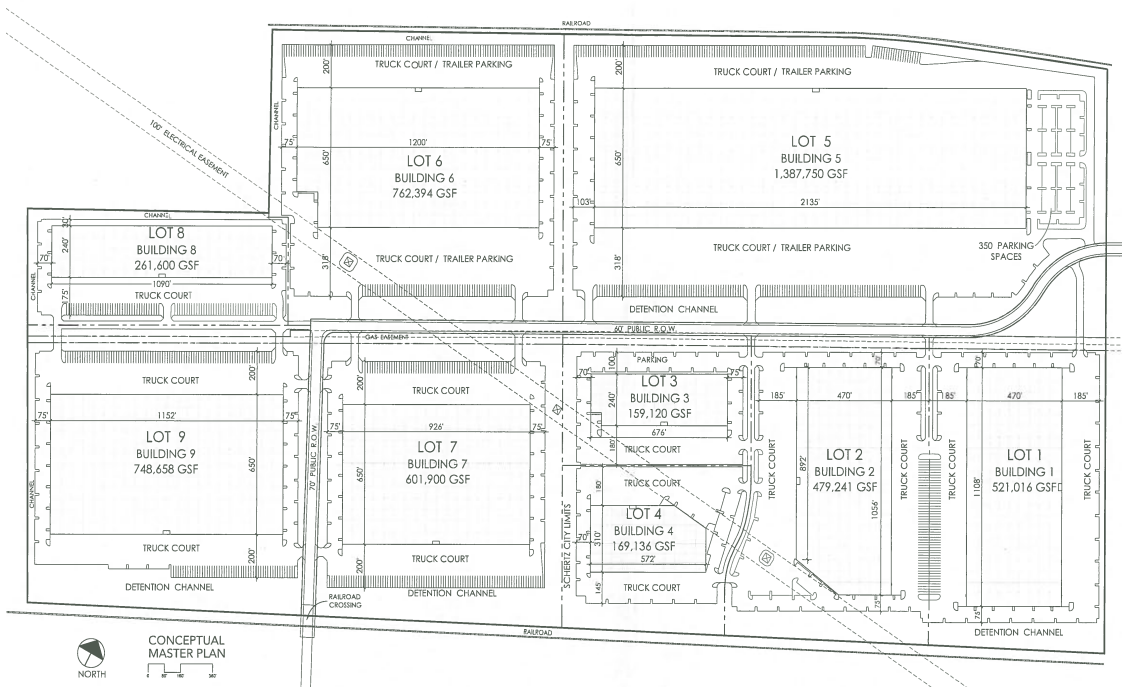 RAILROAD
CHANNEL
TRUCK COURT / TRAILER PARKING
200'
CHANNEL
100' ELECTRICAL EASEMENT
75'
1200'
75'
650'
LOT 6
BUILDING 6
762,394 GSF
318'
TRUCK COURT / TRAILER PARKING
TRUCK COURT / TRAILER PARKING
200'
LOT 5
BUILDING 5
1,387,750 GSF
650'
103'
2135'
TRUCK COURT / TRAILER PARKING
318'
350 PARKING
SPACES
DETENTION CHANNEL
CHANNEL
30'
LOT 8
BUILDING 8
261,600 GSF
240'
70'
70'
1090'
TRUCK COURT
175'
CHANNEL
GAS EASEMENT
60' PUBLIC R.O.W.
TRUCK COURT
200'
75'
1152'
75'
LOT 9
BUILDING 9
748,658 GSF
650'
CHANNEL
TRUCK COURT
200'
DETENTION CHANNEL
70' PUBLIC R.O.W.
200'
TRUCK COURT
75'
926'
75'
LOT 7
BUILDING 7
601,900 GSF
650'
TRUCK COURT
200'
DETENTION CHANNEL
RAILROAD
CROSSING
SCHERTZ CITY LIMITS
PARKING
100'
70'
75'
LOT 3
BUILDING 3
159,120 GSF
240'
676'
180'
TRUCK COURT
TRUCK COURT
180'
LOT 4
BUILDING 4
169,136 GSF
70'
310'
572'
145'
TRUCK COURT
70'
185'
470'
185'
TRUCK COURT
892'
LOT 2
BUILDING 2
479,241 GSF
1056'
TRUCK COURT
75'
70'
185'
470'
185'
TRUCK COURT
1108'
LOT 1
BUILDING 1
521,016 GSF
TRUCK COURT
75'
DETENTION CHANNEL
RAILROAD
NORTH
CONCEPTUAL
MASTER PLAN
0